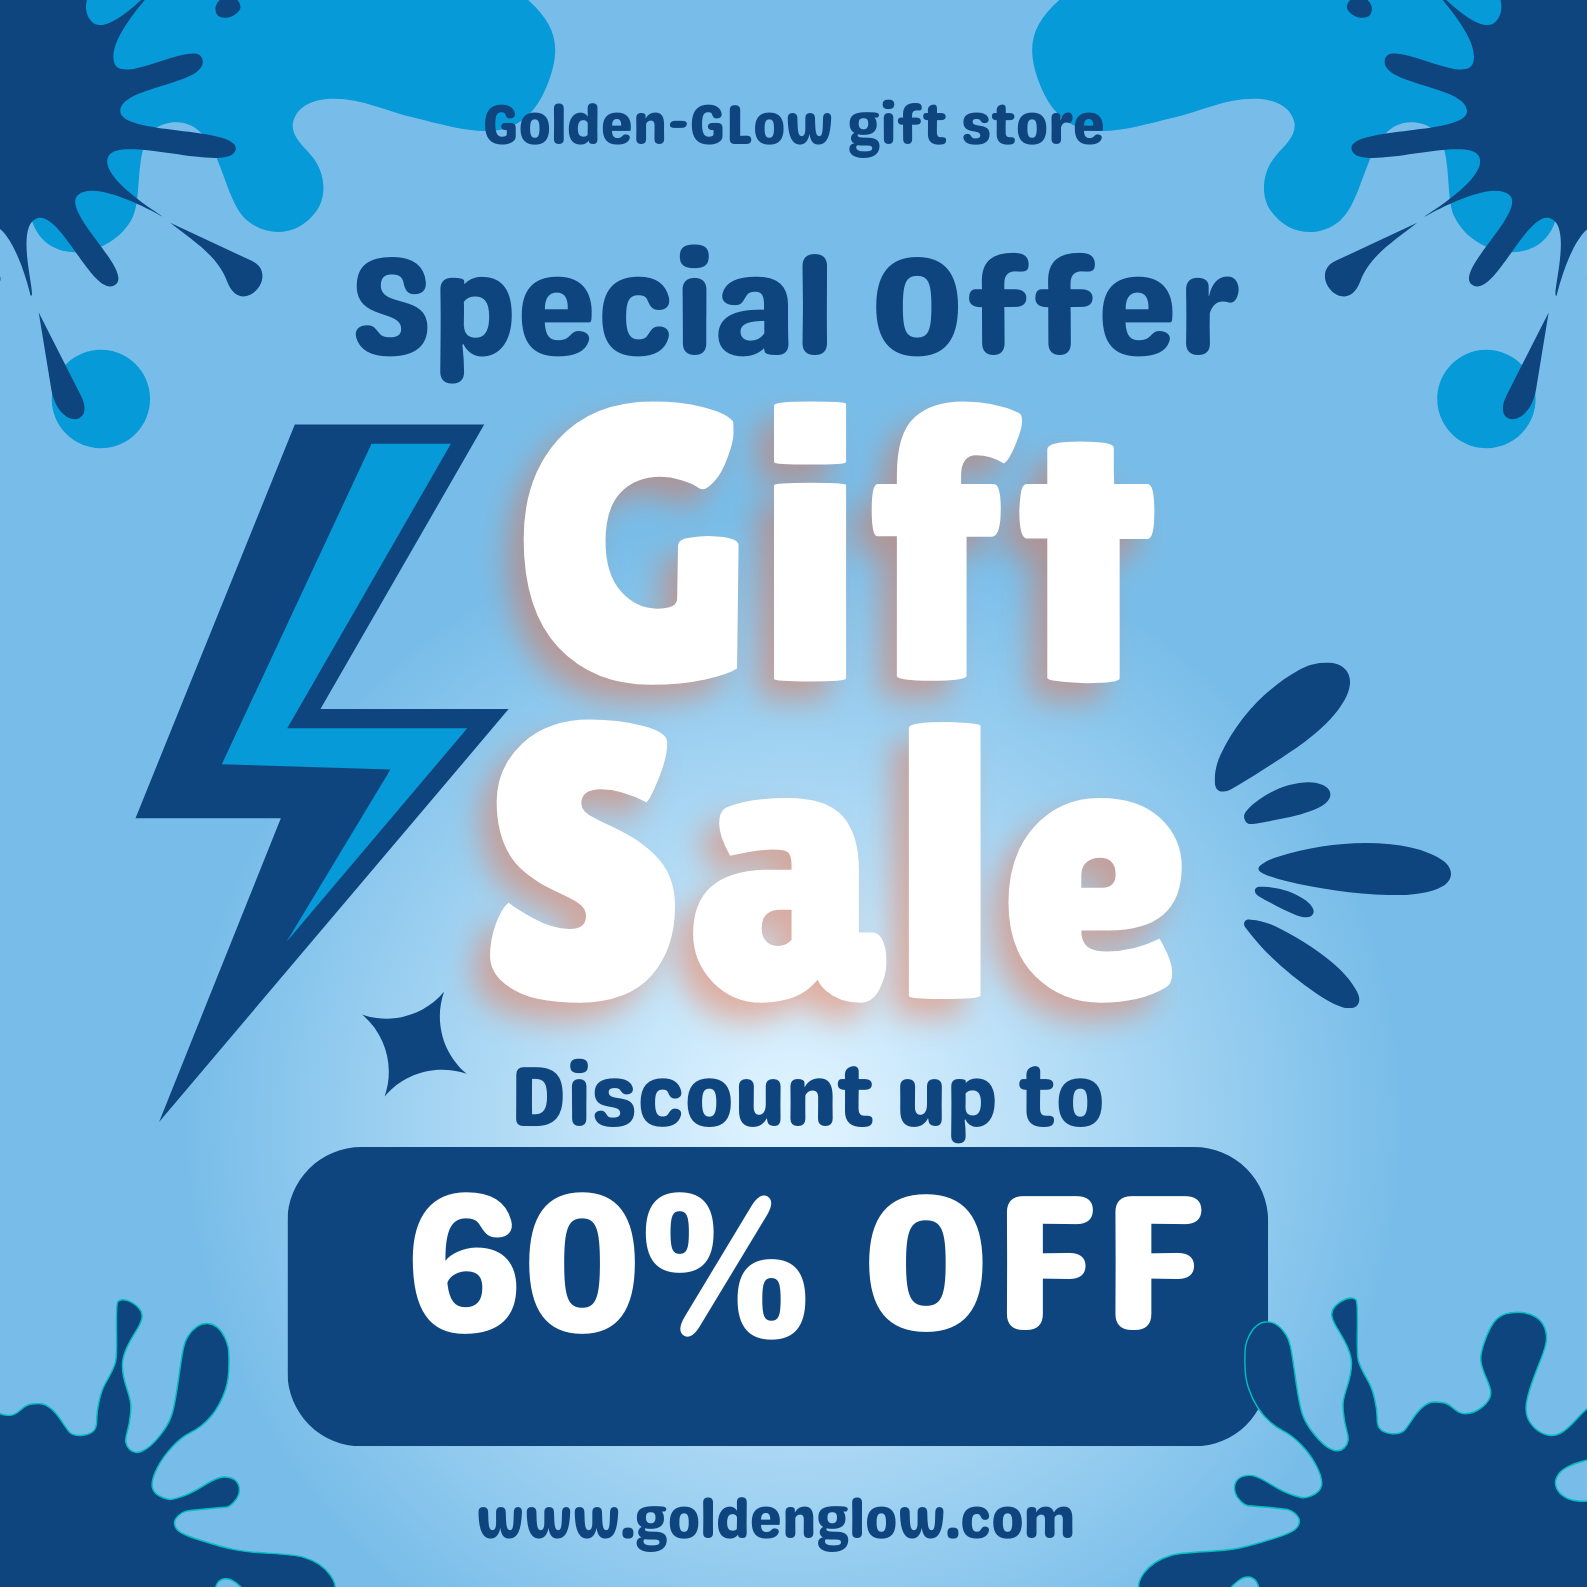 Golden-GLow gift store
Special Offer
Gift
Sale
Discount up to
60% OFF
www.goldenglow.com